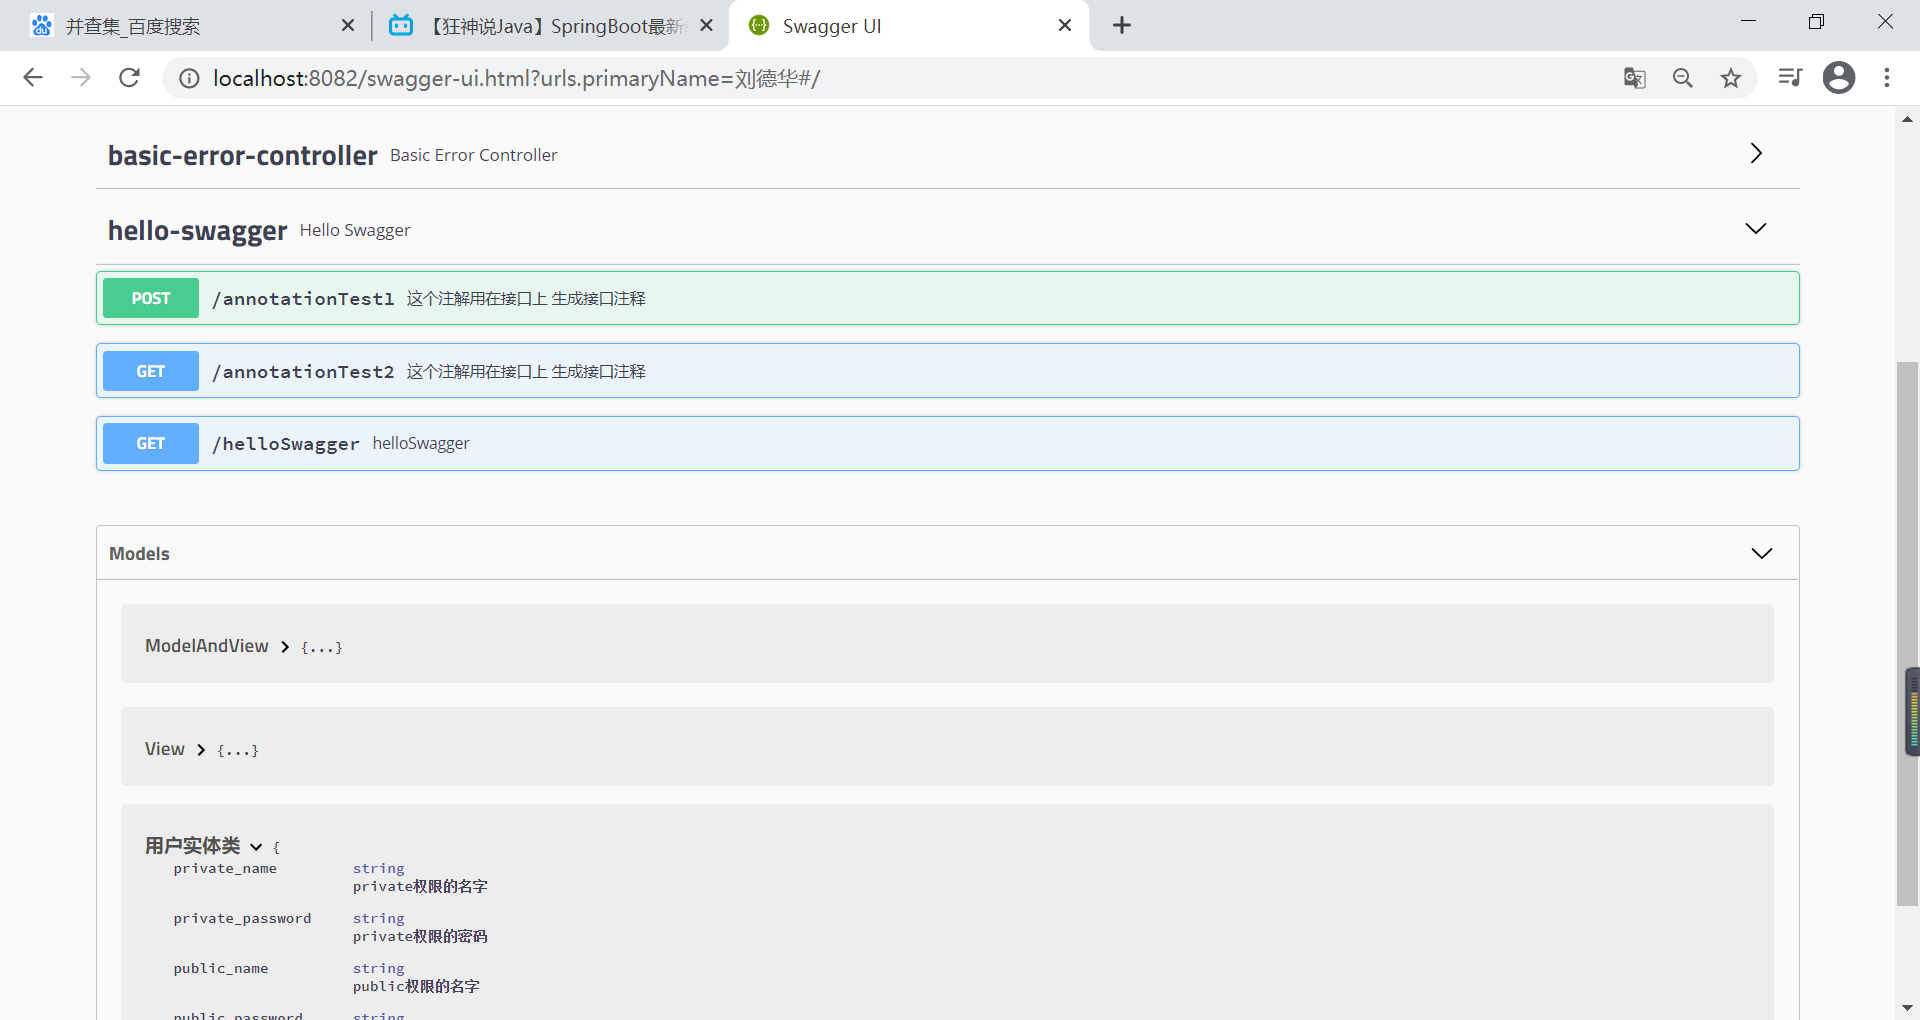 并查集_百度搜索
【狂神说Java】SpringBoot最新
Swagger UI
localhost:8082/swagger-ui.html?urls.primaryName=刘德华#/
basic-error-controller Basic Error Controller
hello-swagger Hello Swagger
POST /annotationTest1 这个注解用在接口上 生成接口注释
GET /annotationTest2 这个注解用在接口上 生成接口注释
GET /helloSwagger helloSwagger
Models
ModelAndView {...}
View {...}
用户实体类 {
private_name string
private权限的名字
private_password string
private权限的密码
public_name string
public权限的名字
public_password string